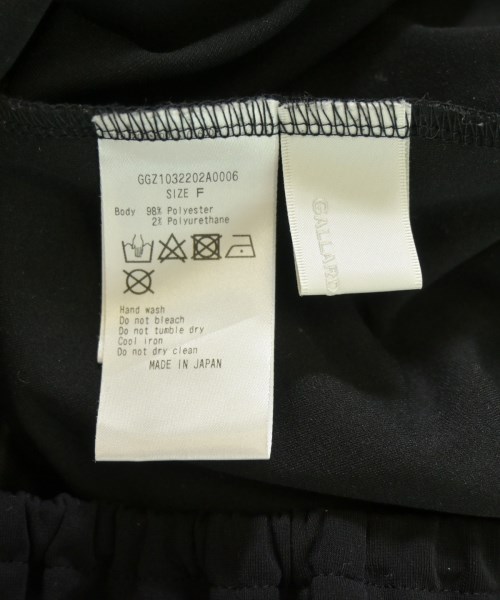 GGZ1032202A0006
SIZE F
Body 98% Polyester
2% Polyurethane
Hand wash
Do not bleach
Do not tumble dry
Cool iron
Do not dry clean
MADE IN JAPAN
GALLARD